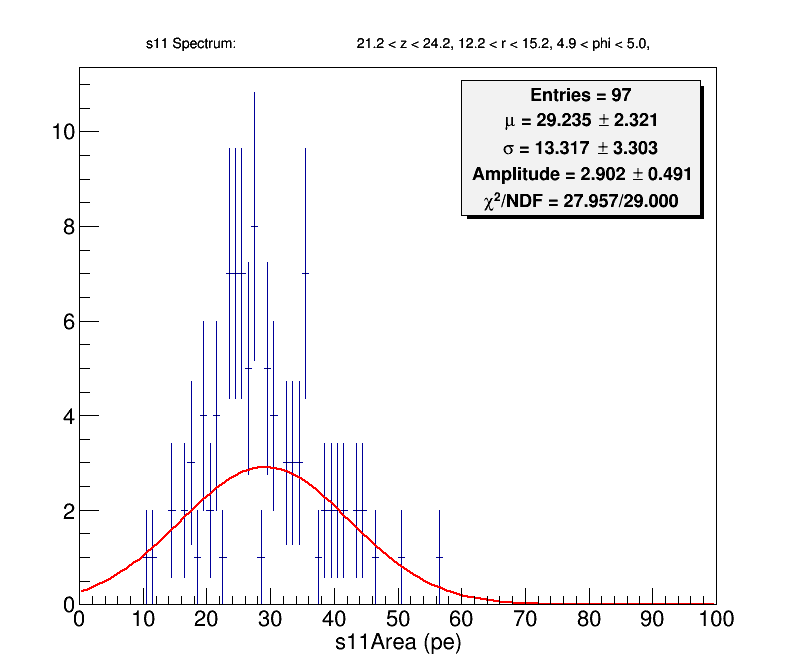 s11 Spectrum: 21.2 < z < 24.2, 12.2 < r < 15.2, 4.9 < phi < 5.0,
Entries = 97
μ = 29.235 ± 2.321
σ = 13.317 ± 3.303
Amplitude = 2.902 ± 0.491
χ²/NDF = 27.957/29.000
10
8
6
4
2
0
0 10 20 30 40 50 60 70 80 90 100
s11Area (pe)